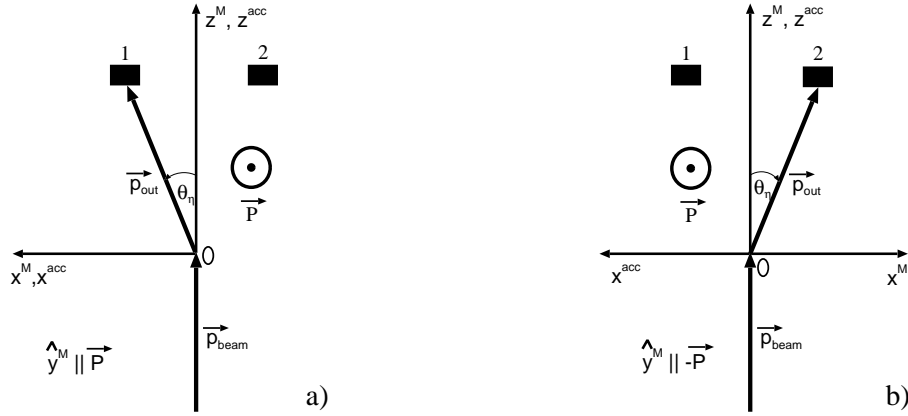 z^M, z^acc
1
2
p_out
θ_η
P
0
x^M, x^acc
p_beam
ŷ^M || P
a)
z^M, z^acc
1
2
P
θ_η
p_out
x^acc
0
x^M
p_beam
ŷ^M || -P
b)